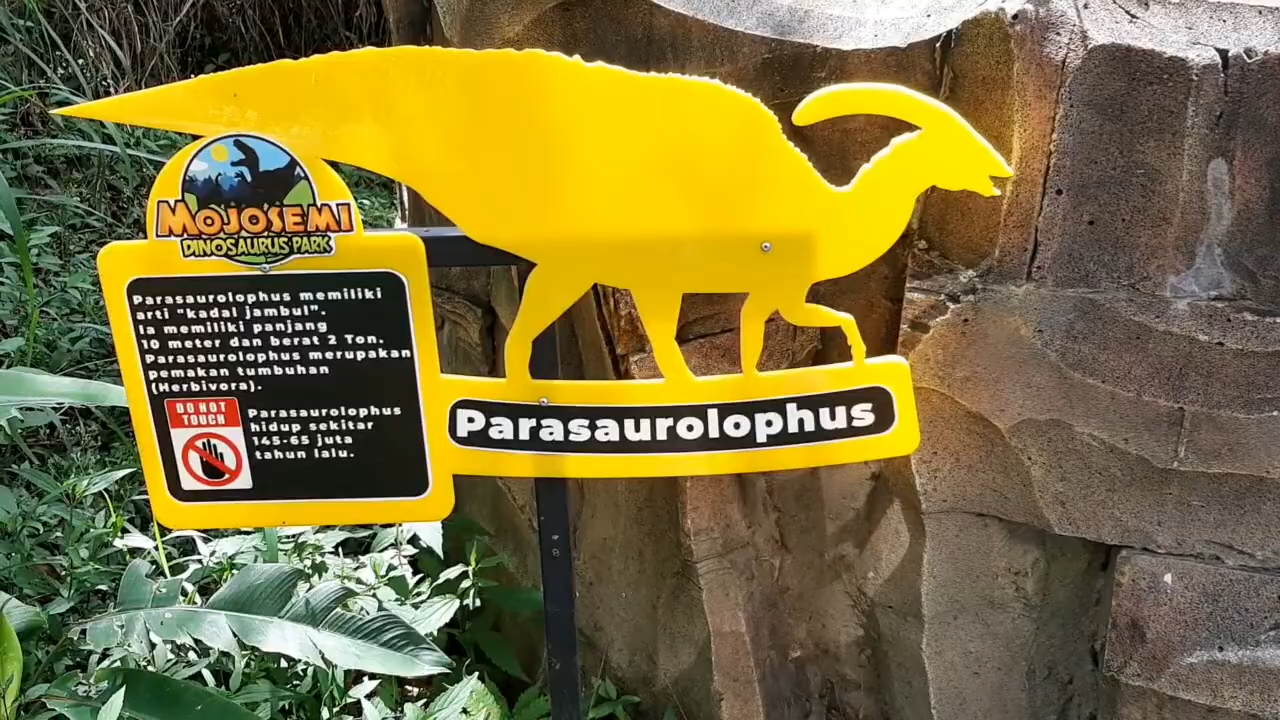 MOJOSEMI
DINOSAURUS PARK
Parasaurolophus memiliki
arti "kadal jambul".
Ia memiliki panjang
10 meter dan berat 2 Ton.
Parasaurolophus merupakan
pemakan tumbuhan
(Herbivora).
DO NOT
TOUCH
Parasaurolophus
hidup sekitar
145-65 juta
tahun lalu.
Parasaurolophus